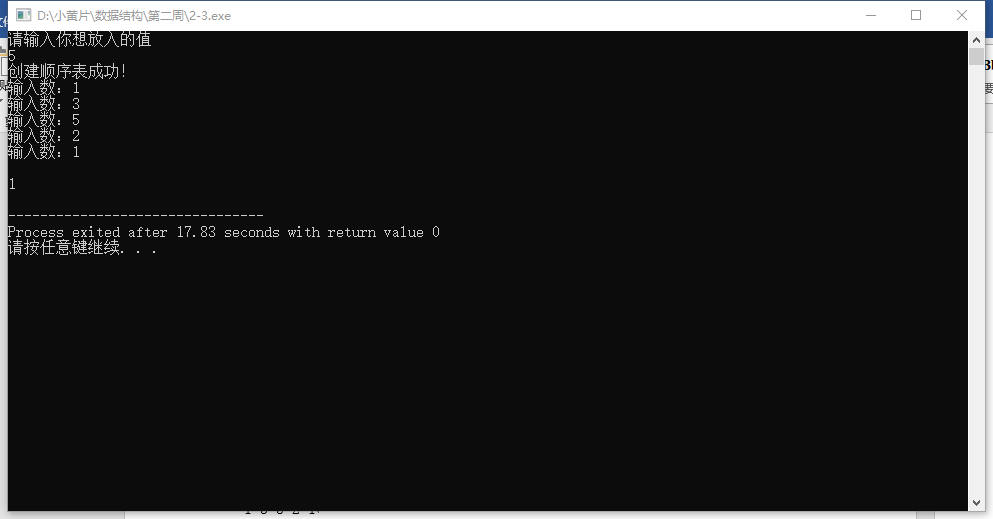 D:\小黄片\数据结构\第二周\2-3.exe
请输入你想放入的值
5
创建顺序表成功!
输入数: 1
输入数: 3
输入数: 5
输入数: 2
输入数: 1
1
--------------------------------
Process exited after 17.83 seconds with return value 0
请按任意键继续. . .